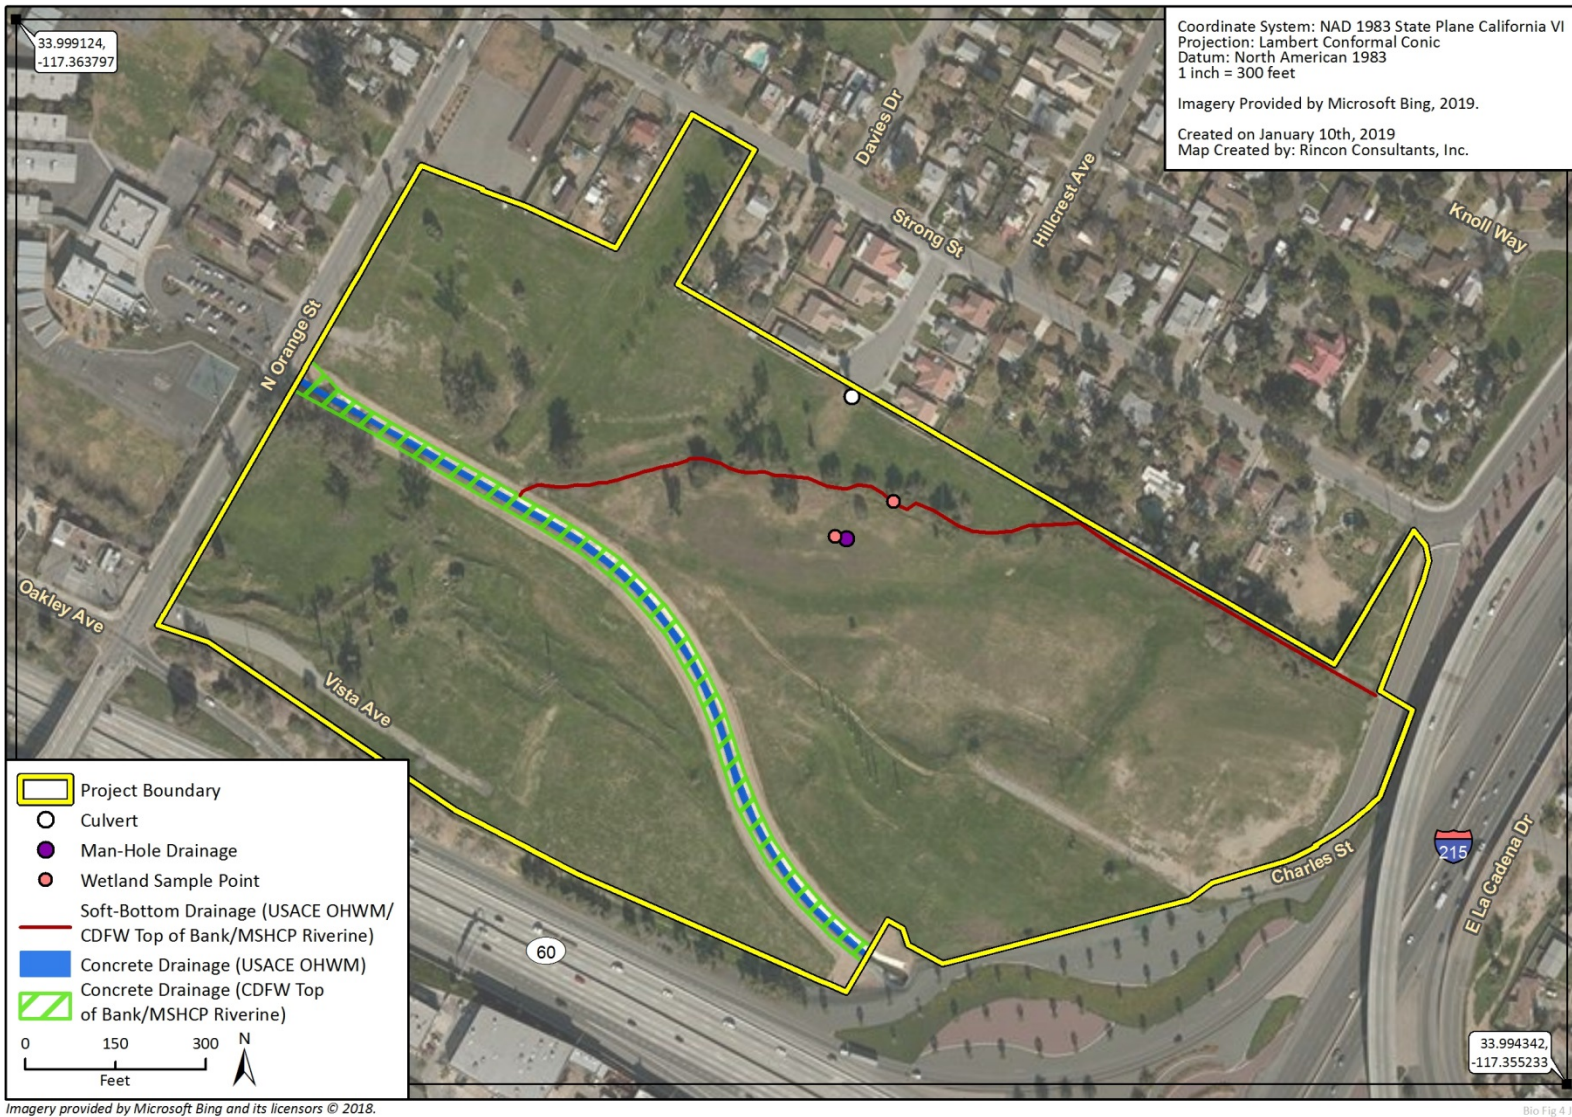 33.999124,
-117.363797
Coordinate System: NAD 1983 State Plane California VI
Projection: Lambert Conformal Conic
Datum: North American 1983
1 inch = 300 feet
Imagery Provided by Microsoft Bing, 2019.
Created on January 10th, 2019
Map Created by: Rincon Consultants, Inc.
Davies Dr
Hillcrest Ave
Strong St
Knoll Way
N Orange St
Oakley Ave
Vista Ave
Charles St
215
E La Cadena Dr
60
Project Boundary
Culvert
Man-Hole Drainage
Wetland Sample Point
Soft-Bottom Drainage (USACE OHWM/
CDFW Top of Bank/MSHCP Riverine)
Concrete Drainage (USACE OHWM)
Concrete Drainage (CDFW Top
of Bank/MSHCP Riverine)
0 150 300
Feet
N
33.994342,
-117.355233
Imagery provided by Microsoft Bing and its licensors © 2018.
Bio Fig 4 J